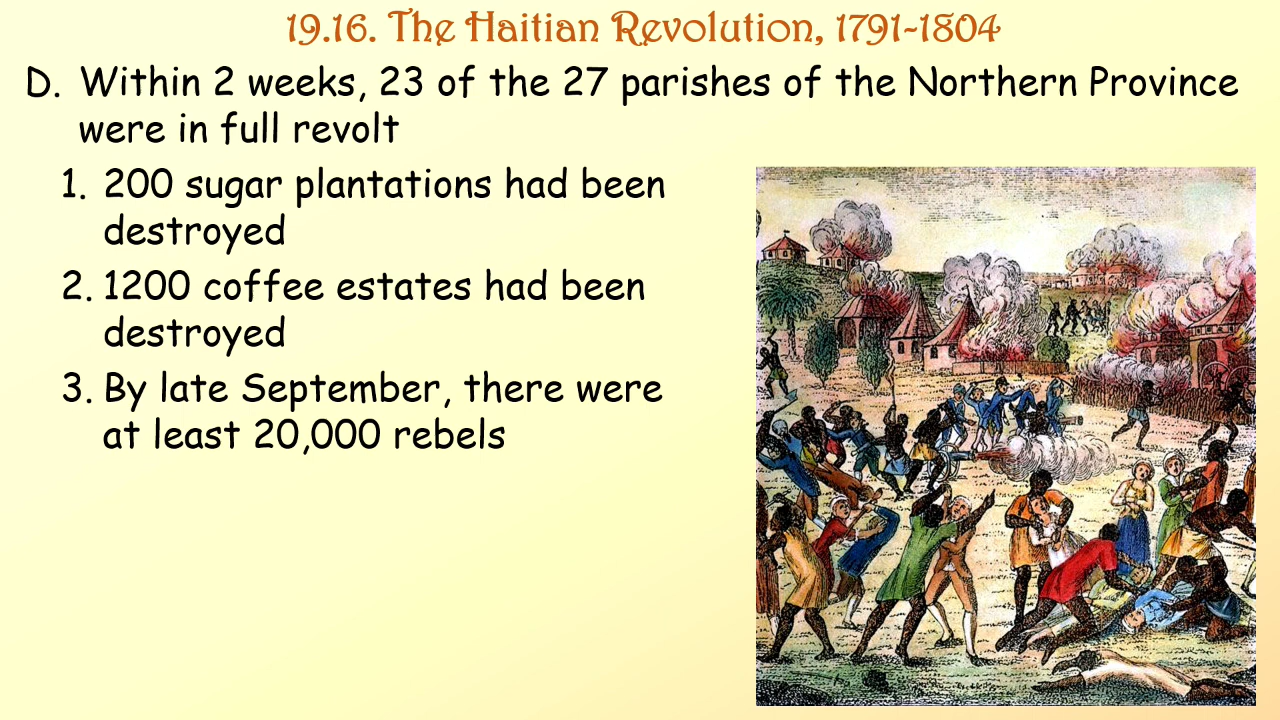 19.16. The Haitian Revolution, 1791-1804
D. Within 2 weeks, 23 of the 27 parishes of the Northern Province
were in full revolt
1. 200 sugar plantations had been
destroyed
2. 1200 coffee estates had been
destroyed
3. By late September, there were
at least 20,000 rebels